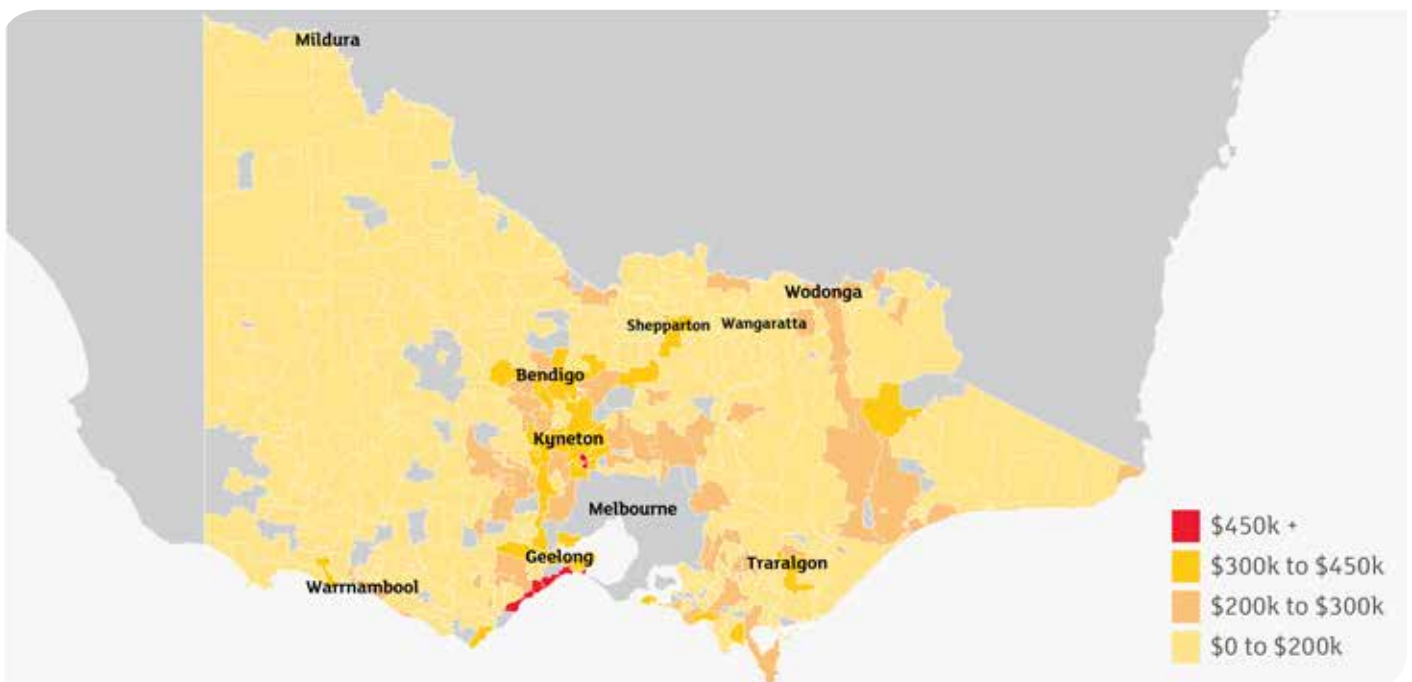 Mildura
Wodonga
Shepparton
Wangaratta
Bendigo
Kyneton
Melbourne
Geelong
Traralgon
Warrnambool
$450k +
$300k to $450k
$200k to $300k
$0 to $200k